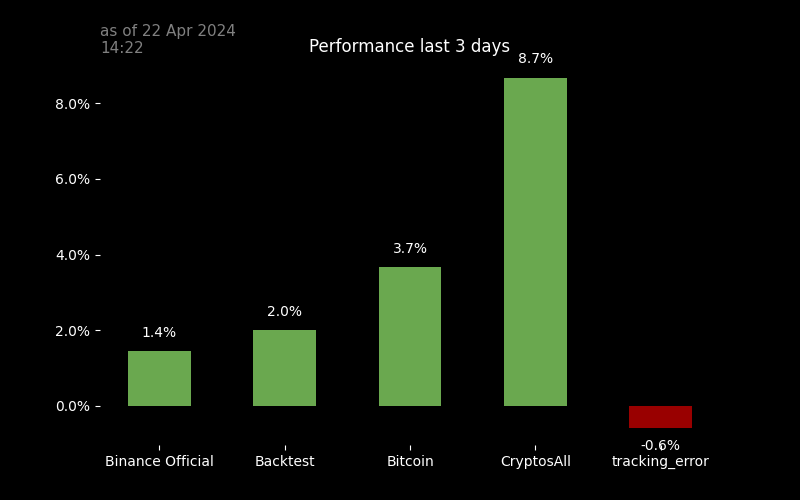 as of 22 Apr 2024
14:22
Performance last 3 days
8.7%
8.0%
6.0%
4.0%
3.7%
2.0%
2.0%
1.4%
0.0%
-0.6%
Binance Official
Backtest
Bitcoin
CryptosAll
tracking_error